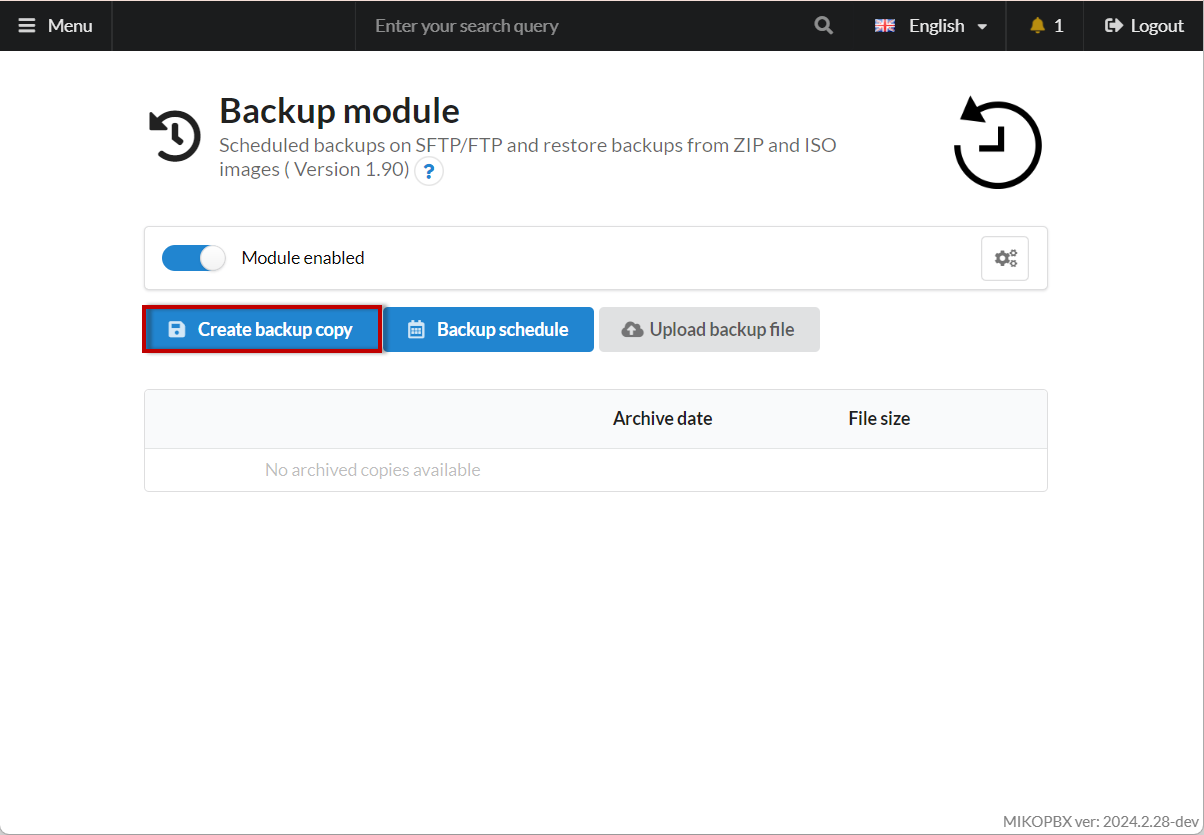 Menu
Enter your search query
English
1
Logout
Backup module
Scheduled backups on SFTP/FTP and restore backups from ZIP and ISO
images ( Version 1.90) ?
Module enabled
Create backup copy
Backup schedule
Upload backup file
Archive date
File size
No archived copies available
MIKOPBX ver: 2024.2.28-dev